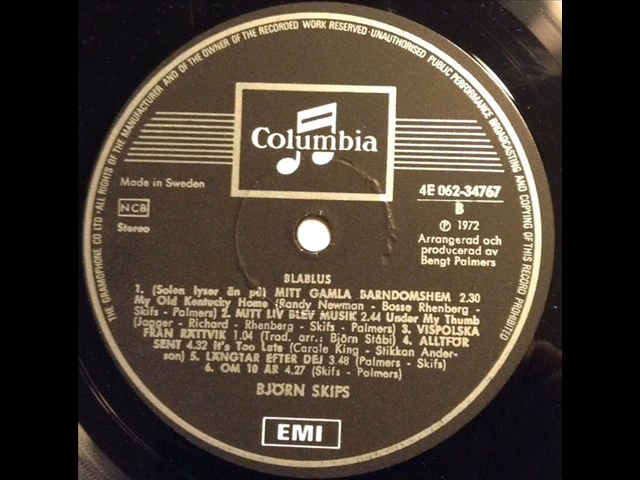 THE GRAMOPHONE CO LTD · ALL RIGHTS OF THE MANUFACTURER AND OF THE OWNER OF THE RECORDED WORK RESERVED · UNAUTHORISED PUBLIC PERFORMANCE BROADCASTING AND COPYING OF THIS RECORD PROHIBITED
Columbia
Made in Sweden
4E 062-34767
NCB
B
Stereo
℗ 1972
Arrangerad och
producerad av
Bengt Palmers
BLABLUS
1. (Solen lyser än på) MITT GAMLA BARNDOMSHEM 2.30
My Old Kentucky Home (Randy Newman - Bosse Rhenberg -
Skifs - Palmers) 2. MITT LIV BLEV MUSIK 2.44 Under My Thumb
(Jagger - Richard - Rhenberg - Skifs - Palmers) 3. VISPOLSKA
FRÅN RÄTTVIK 1.04 (Trad. arr.: Björn Ståbi) 4. ALLTFÖR
SENT 4.32 It's Too Late (Carole King - Stikkan Ander-
son) 5. LÄNGTAR EFTER DEJ 3.48 (Palmers - Skifs)
6. OM 10 ÅR 4.27 (Skifs - Palmers)
BJÖRN SKIFS
EMI